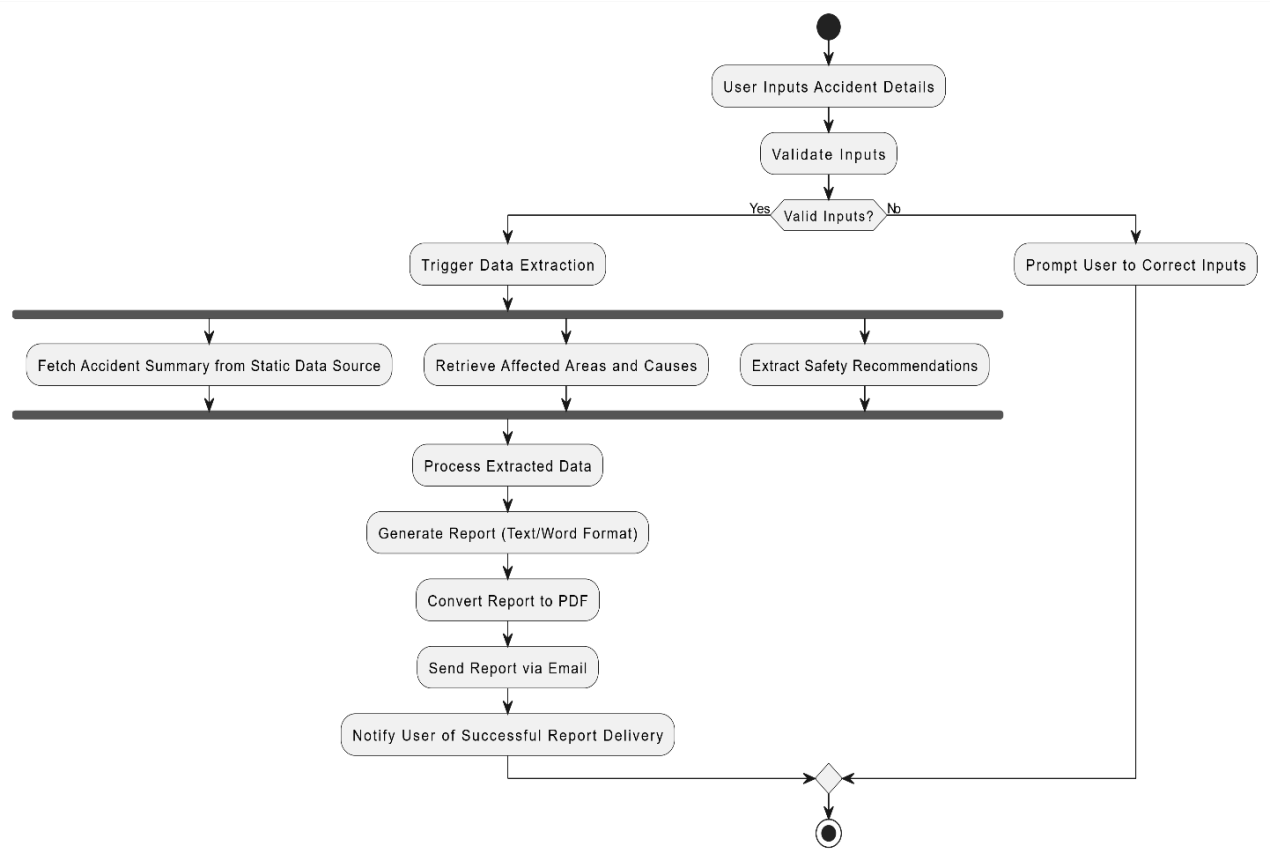 User Inputs Accident Details
Validate Inputs
Yes
Valid Inputs?
No
Trigger Data Extraction
Prompt User to Correct Inputs
Fetch Accident Summary from Static Data Source
Retrieve Affected Areas and Causes
Extract Safety Recommendations
Process Extracted Data
Generate Report (Text/Word Format)
Convert Report to PDF
Send Report via Email
Notify User of Successful Report Delivery